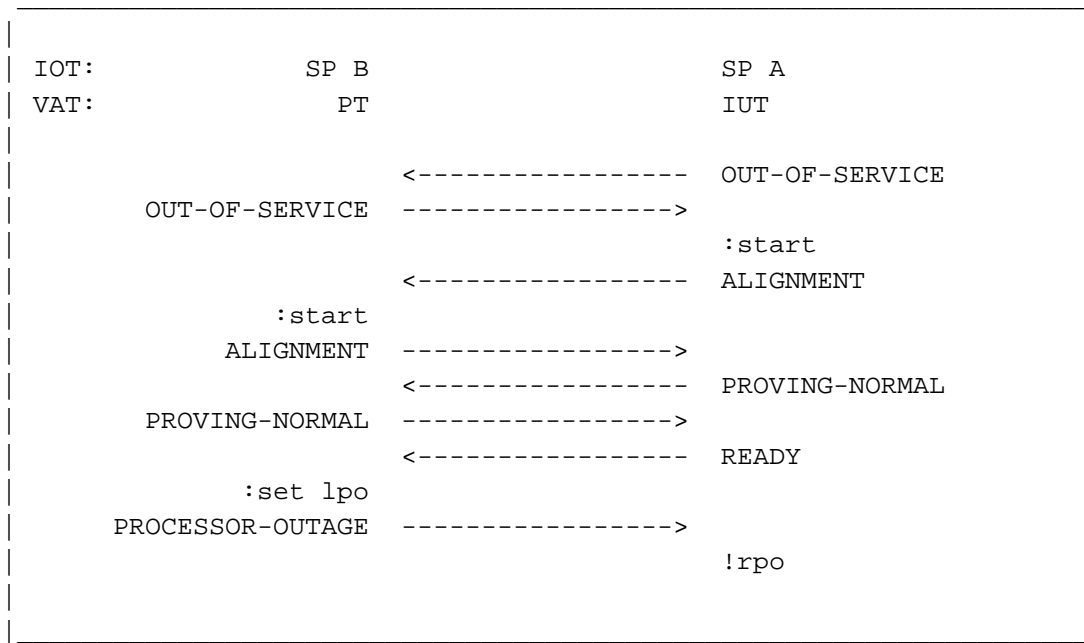 IOT: SP B SP A
VAT: PT IUT
<----------------- OUT-OF-SERVICE
OUT-OF-SERVICE ----------------->
:start
<----------------- ALIGNMENT
:start
ALIGNMENT ----------------->
<----------------- PROVING-NORMAL
PROVING-NORMAL ----------------->
<----------------- READY
:set lpo
PROCESSOR-OUTAGE ----------------->
!rpo